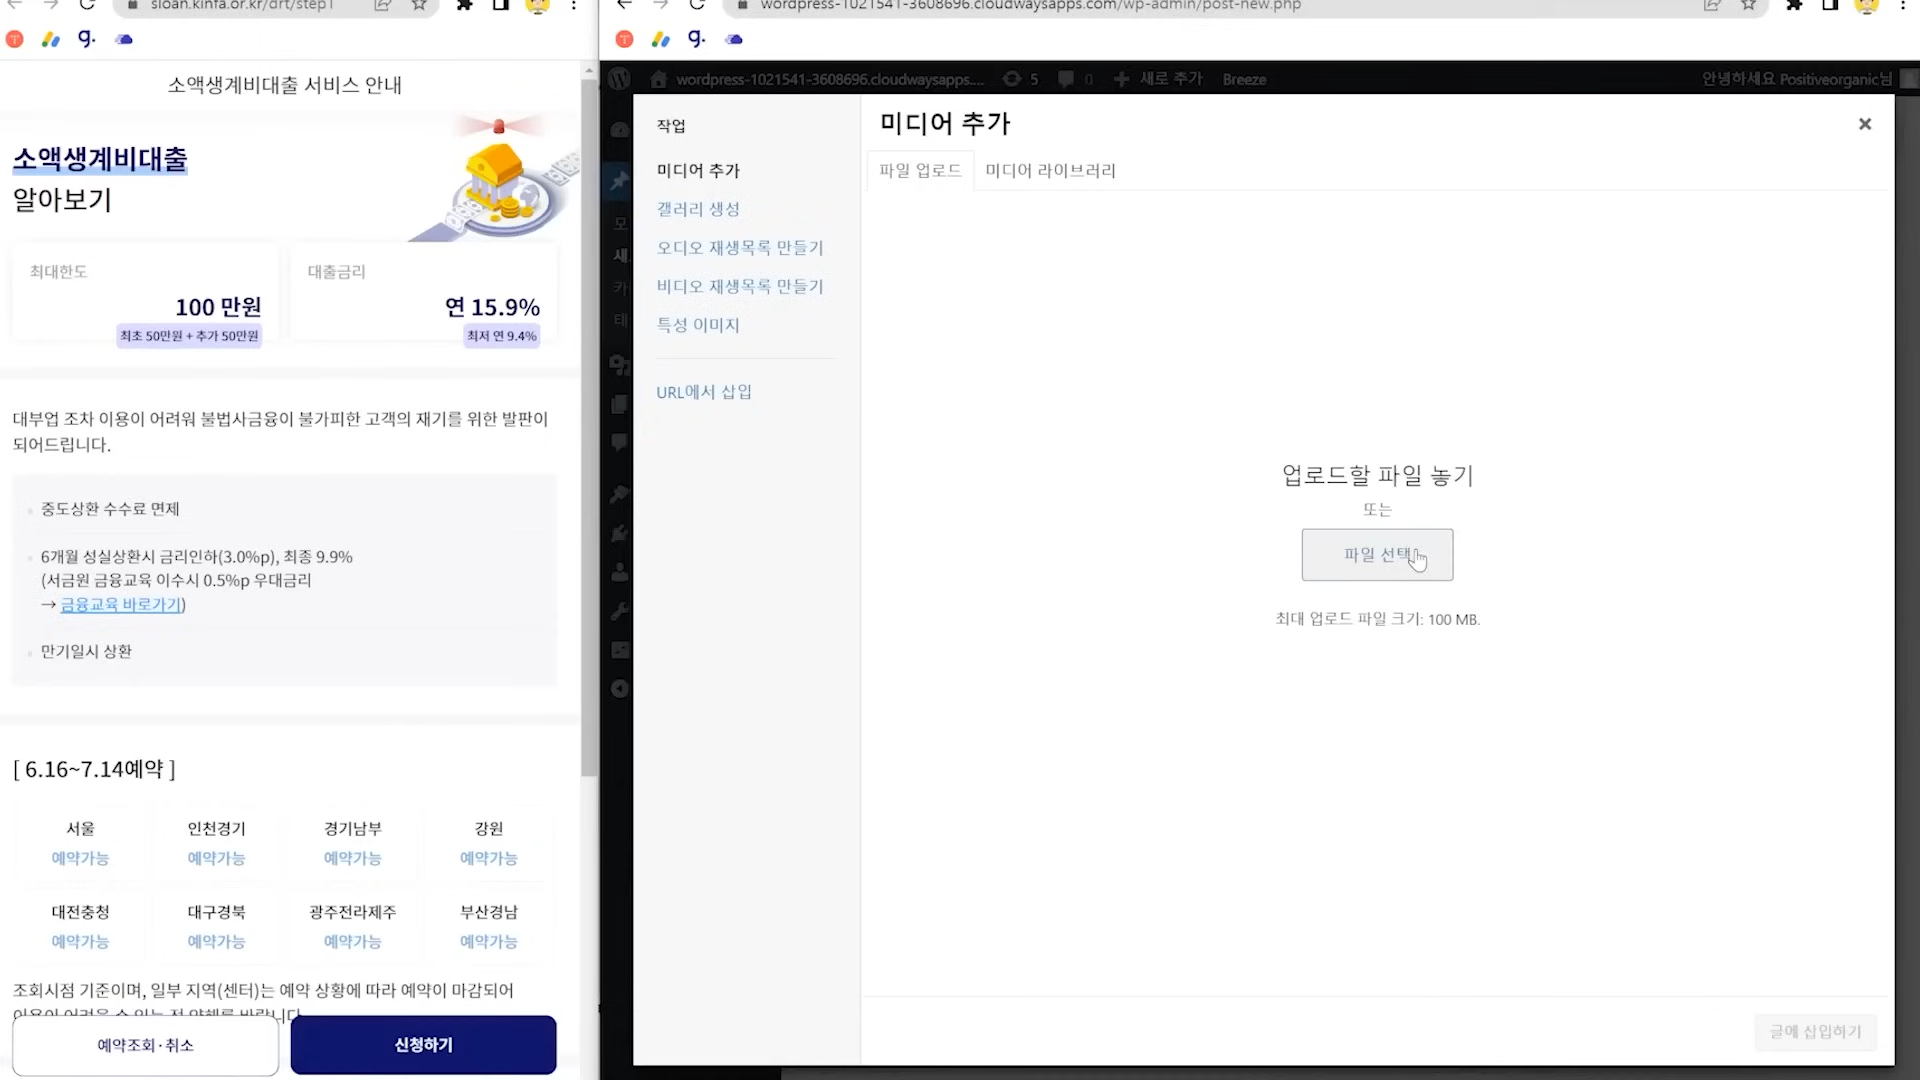 sloan.kinfa.or.kr/drt/step1
소액생계비대출 서비스 안내
소액생계비대출
알아보기
최대한도
100 만원
최초 50만원 + 추가 50만원
대출금리
연 15.9%
최저 연 9.4%
대부업 조차 이용이 어려워 불법사금융이 불가피한 고객의 재기를 위한 발판이
되어드립니다.
중도상환 수수료 면제
6개월 성실상환시 금리인하(3.0%p), 최종 9.9%
(서금원 금융교육 이수시 0.5%p 우대금리
→ 금융교육 바로가기)
만기일시 상환
[ 6.16~7.14예약 ]
서울 인천경기 경기남부 강원
예약가능 예약가능 예약가능 예약가능
대전충청 대구경북 광주전라제주 부산경남
예약가능 예약가능 예약가능 예약가능
조회시점 기준이며, 일부 지역(센터)는 예약 상황에 따라 예약이 마감되어
예약조회·취소
신청하기
wordpress-1021541-3608696.cloudwaysapps.com/wp-admin/post-new.php
wordpress-1021541-3608696.cloudwaysapps.... 5 0 새로 추가 Breeze
안녕하세요 Positiveorganic님
작업
미디어 추가
갤러리 생성
오디오 재생목록 만들기
비디오 재생목록 만들기
특성 이미지
URL에서 삽입
미디어 추가
파일 업로드 미디어 라이브러리
업로드할 파일 놓기
또는
파일 선택
최대 업로드 파일 크기: 100 MB.
글에 삽입하기